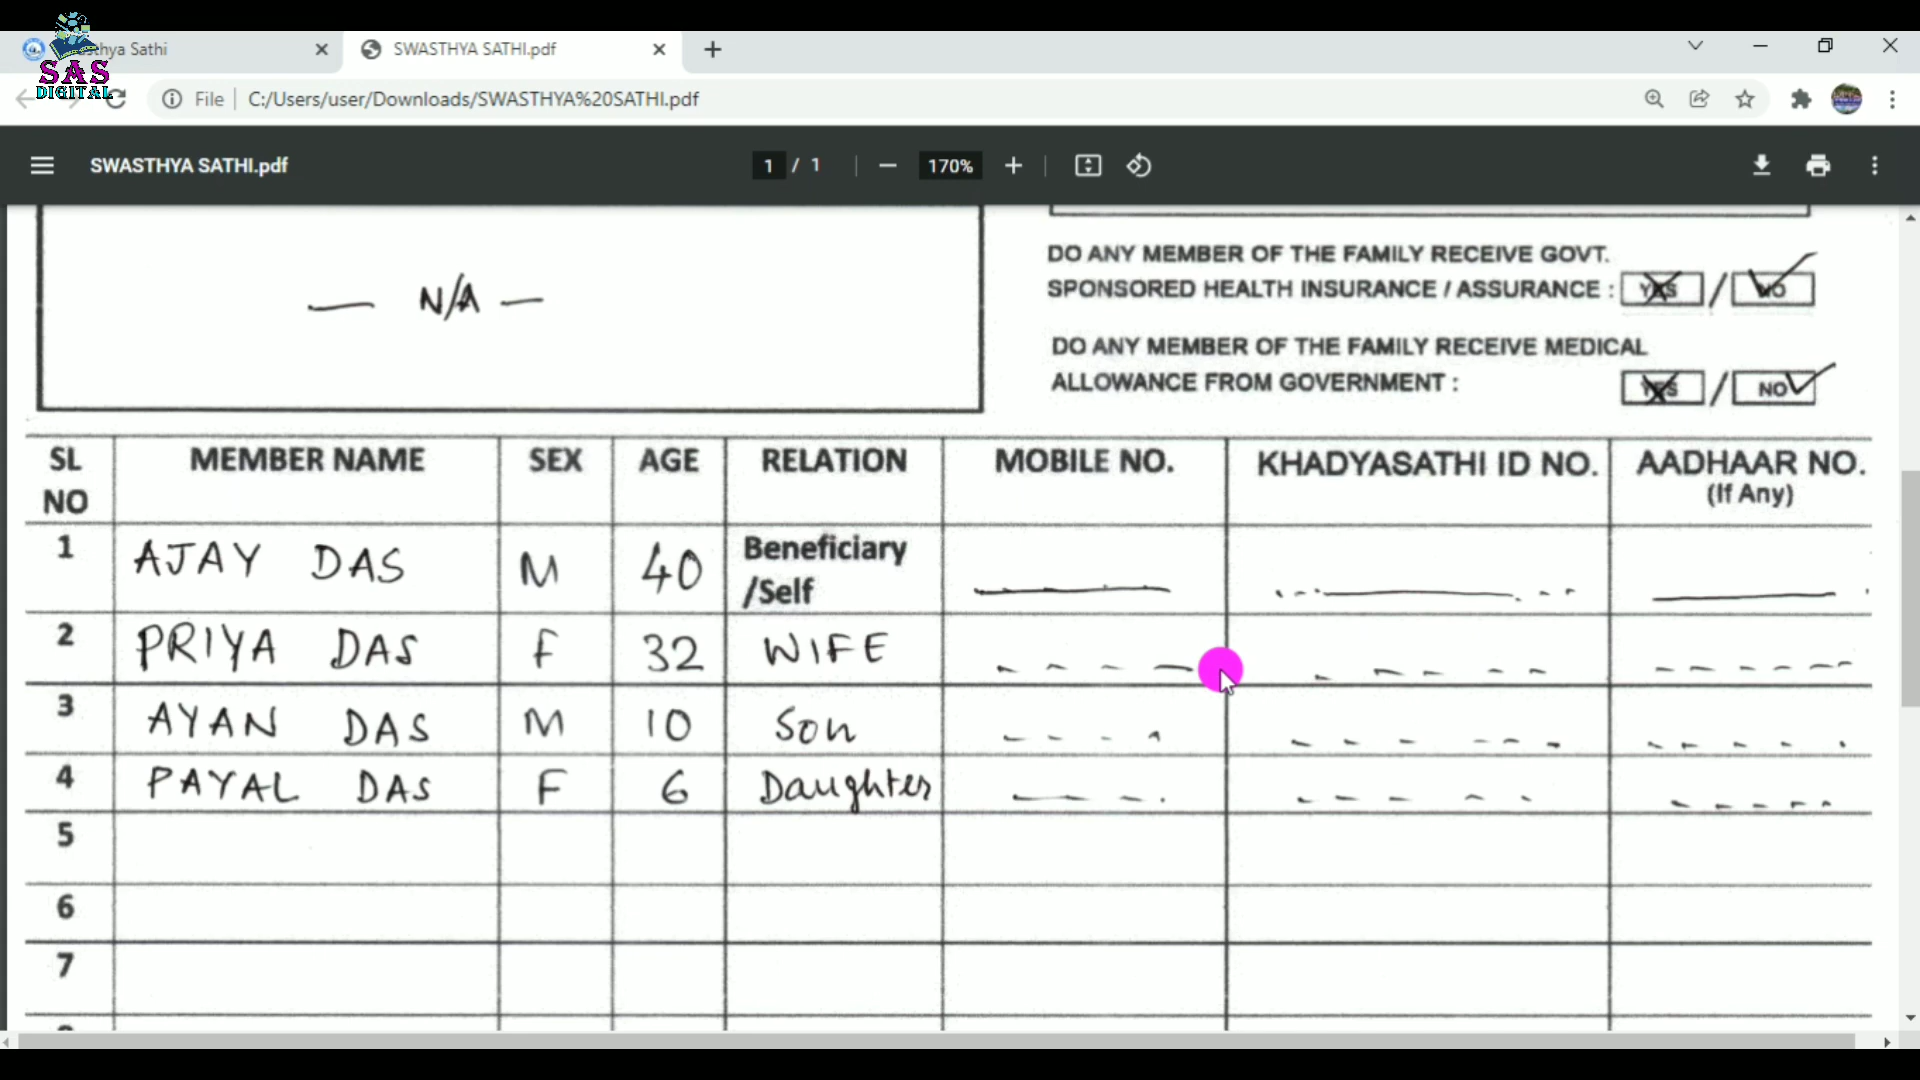 thya Sathi
SWASTHYA SATHI.pdf
SAS
DIGITAL
File
C:/Users/user/Downloads/SWASTHYA%20SATHI.pdf
SWASTHYA SATHI.pdf
1 / 1
170%
N/A
DO ANY MEMBER OF THE FAMILY RECEIVE GOVT.
SPONSORED HEALTH INSURANCE / ASSURANCE : YES / NO
DO ANY MEMBER OF THE FAMILY RECEIVE MEDICAL
ALLOWANCE FROM GOVERNMENT : YES / NO
SL NO MEMBER NAME SEX AGE RELATION MOBILE NO. KHADYASATHI ID NO. AADHAAR NO. (If Any)
1 AJAY DAS M 40 Beneficiary /Self
2 PRIYA DAS F 32 WIFE
3 AYAN DAS M 10 Son
4 PAYAL DAS F 6 Daughter
5
6
7